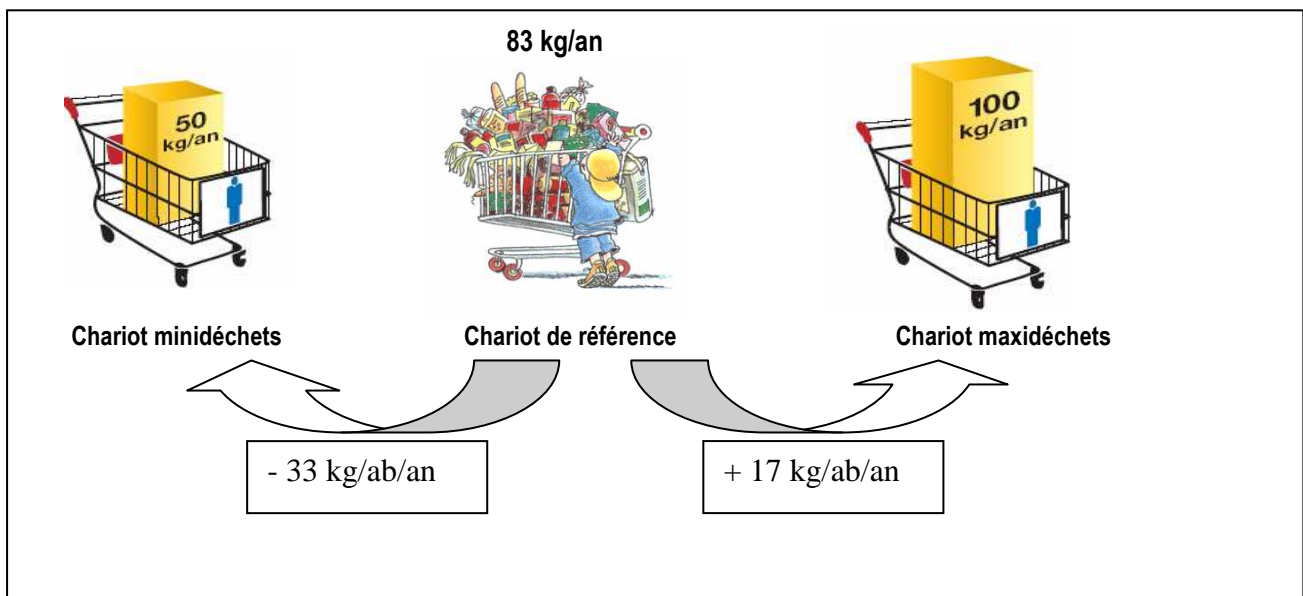 83 kg/an
50
kg/an
100
kg/an
Chariot minidéchets
Chariot de référence
Chariot maxidéchets
- 33 kg/ab/an
+ 17 kg/ab/an